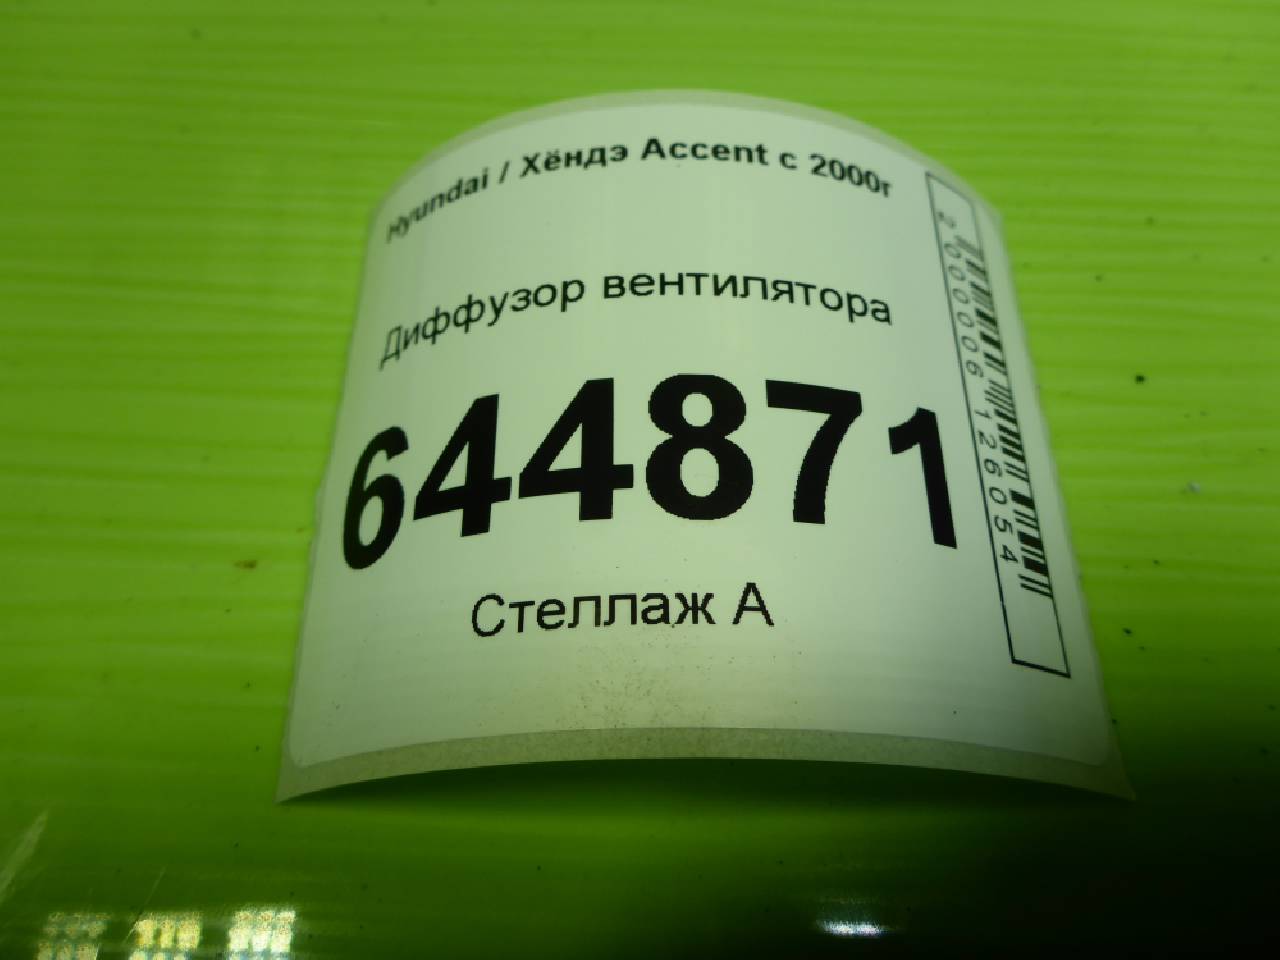 Hyundai / Хёндэ Accent с 2000г
Диффузор вентилятора
644871
Стеллаж А
2000006126054